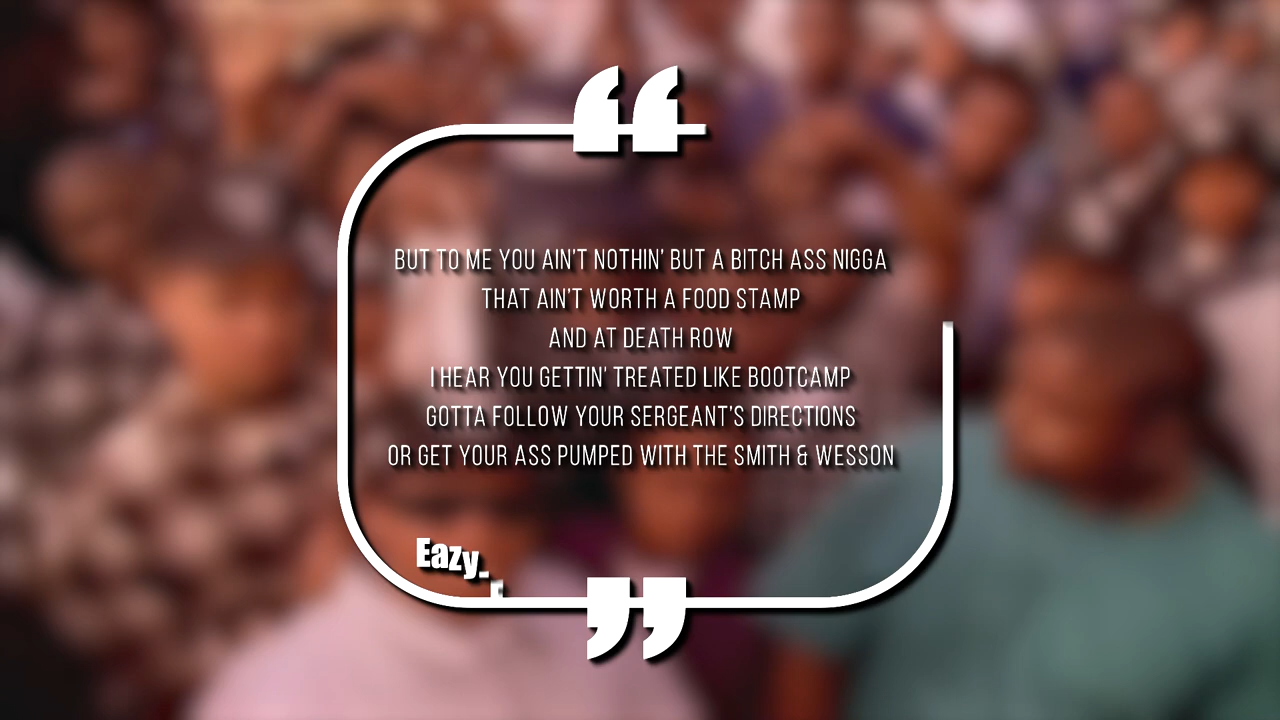 BUT TO ME YOU AIN'T NOTHIN' BUT A BITCH ASS NIGGA
THAT AIN'T WORTH A FOOD STAMP
AND AT DEATH ROW
I HEAR YOU GETTIN' TREATED LIKE BOOTCAMP
GOTTA FOLLOW YOUR SERGEANT'S DIRECTIONS
OR GET YOUR ASS PUMPED WITH THE SMITH & WESSON
Eazy-